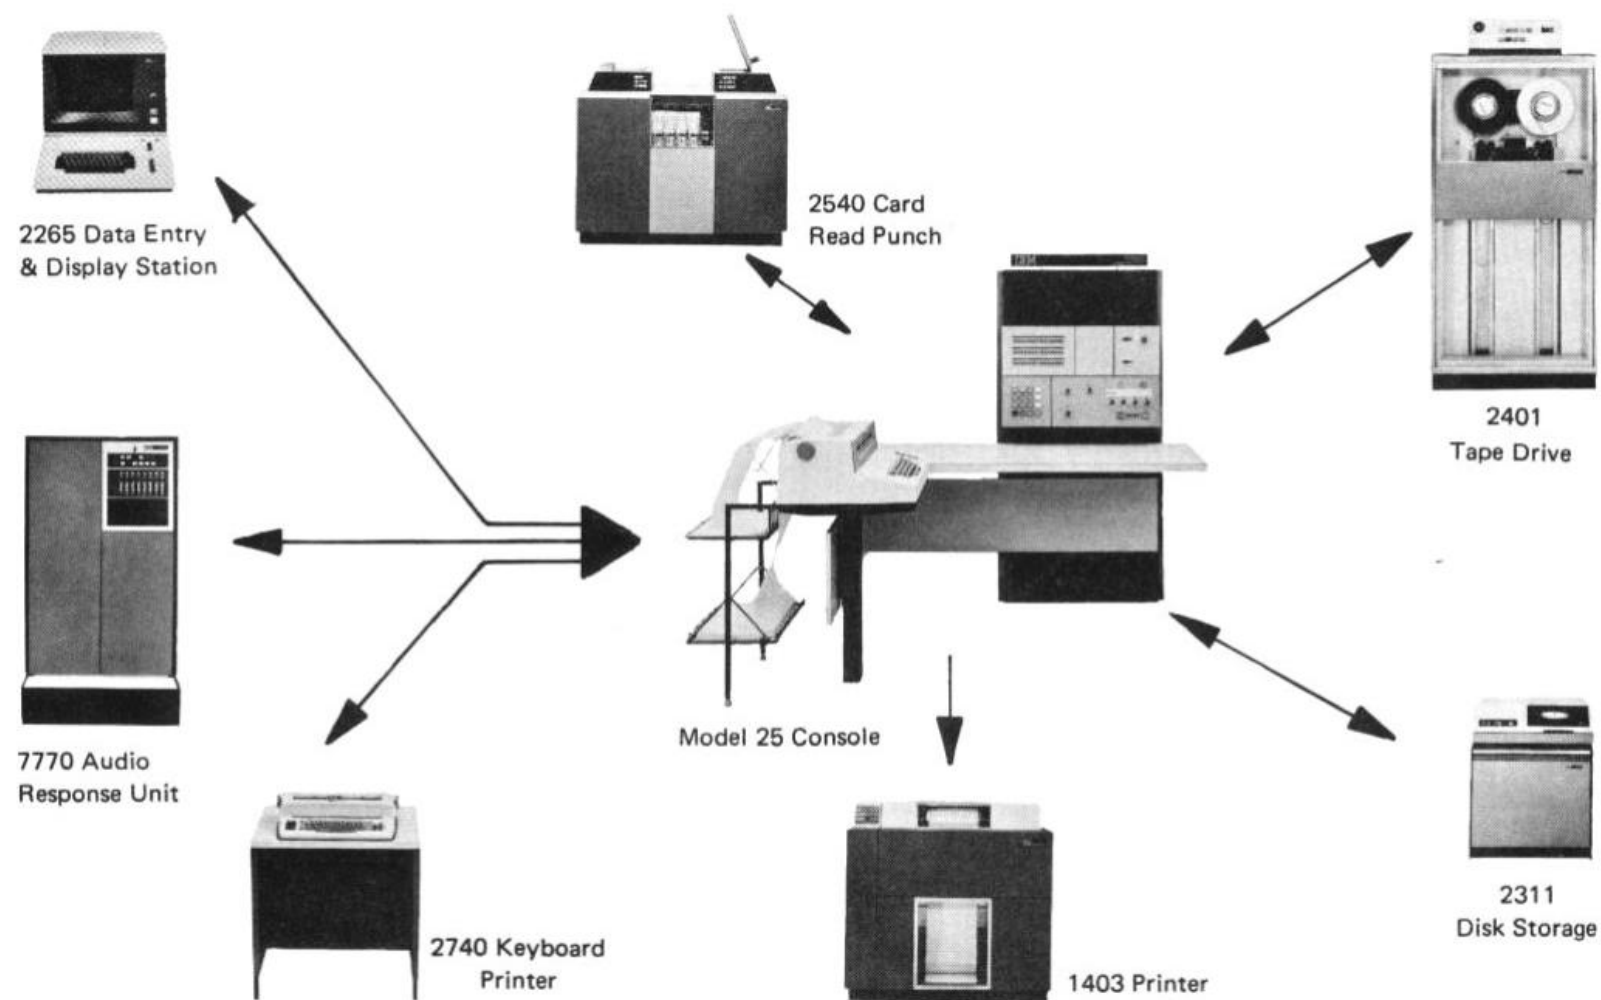 2265 Data Entry
& Display Station
2540 Card
Read Punch
2401
Tape Drive
7770 Audio
Response Unit
Model 25 Console
2740 Keyboard
Printer
1403 Printer
2311
Disk Storage